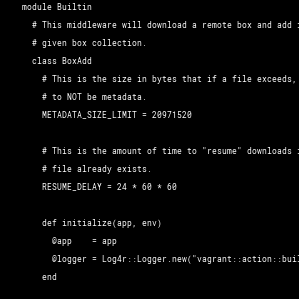 module Builtin
# This middleware will download a remote box and add
# given box collection.
class BoxAdd
# This is the size in bytes that if a file exceeds,
# to NOT be metadata.
METADATA_SIZE_LIMIT = 20971520
# This is the amount of time to "resume" downloads
# file already exists.
RESUME_DELAY = 24 * 60 * 60
def initialize(app, env)
@app    = app
@logger = Log4r::Logger.new("vagrant::action::buil
end